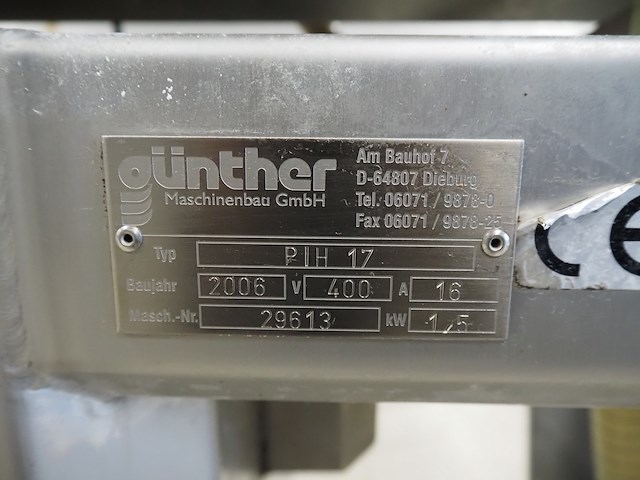 günther
Maschinenbau GmbH
Am Bauhof 7
D-64807 Dieburg
Tel. 06071 / 9878-0
Fax 06071 / 9878-25
Typ PIH 17
Baujahr 2006 V 400 A 16
Masch.-Nr. 29613 kW 1,5
CE